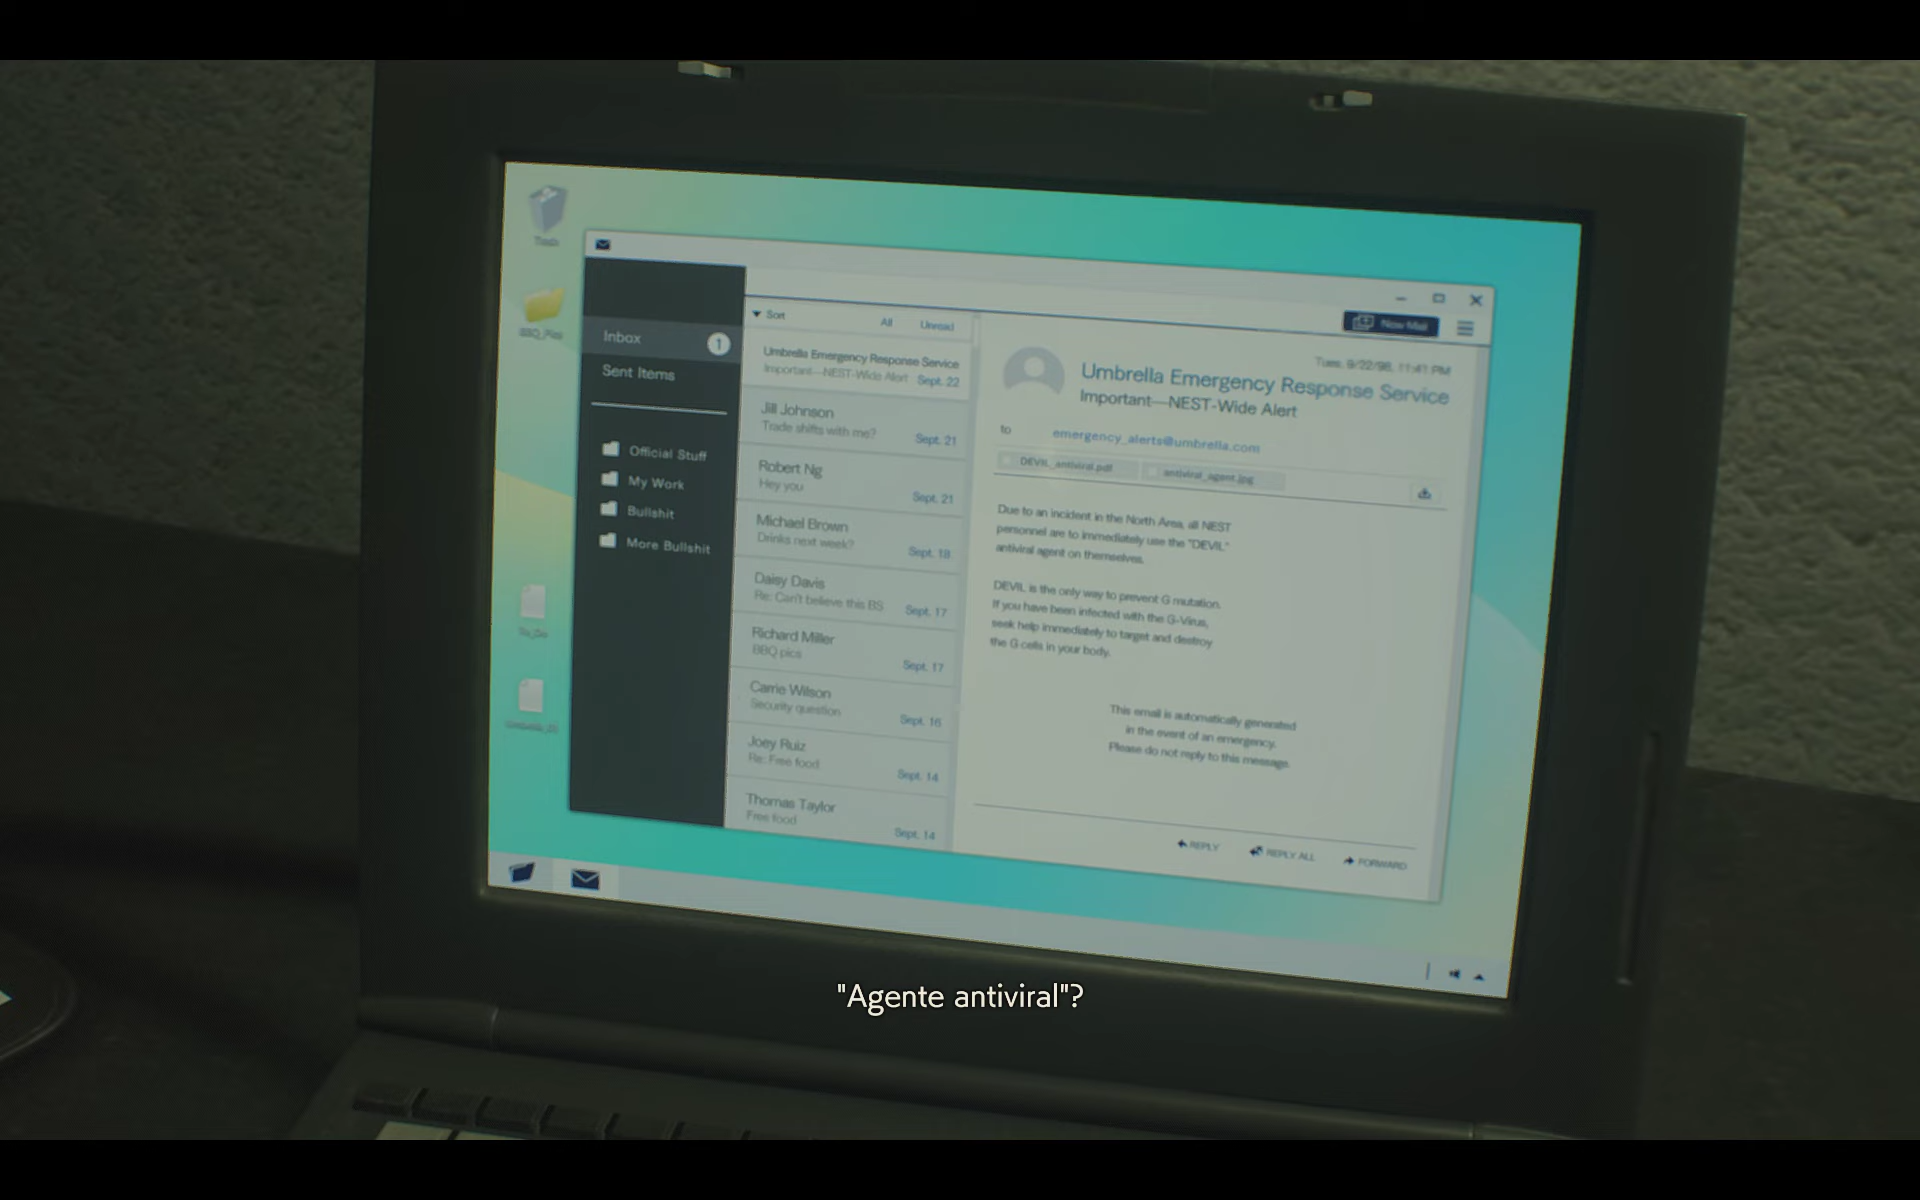 Trash
BBQ_Pics
To_Do
Inbox 1
Sent Items
Official Stuff
My Work
Bullshit
More Bullshit
Sort All Unread
Umbrella Emergency Response Service
Important—NEST-Wide Alert Sept. 22
Jill Johnson
Trade shifts with me? Sept. 21
Robert Ng
Hey you Sept. 21
Michael Brown
Drinks next week? Sept. 18
Daisy Davis
Re: Can't believe this BS Sept. 17
Richard Miller
BBQ pics Sept. 17
Carrie Wilson
Security question Sept. 16
Joey Ruiz
Re: Free food Sept. 14
Thomas Taylor
Free food Sept. 14
New Mail
Tues. 9/22/98, 11:41 PM
Umbrella Emergency Response Service
Important—NEST-Wide Alert
to emergency_alerts@umbrella.com
DEVIL_antiviral.pdf antiviral_agent.jpg
Due to an incident in the North Area, all NEST
personnel are to immediately use the "DEVIL"
antiviral agent on themselves.
DEVIL is the only way to prevent G mutation.
If you have been infected with the G-Virus,
seek help immediately to target and destroy
the G cells in your body.
This email is automatically generated
in the event of an emergency.
Please do not reply to this message.
REPLY REPLY ALL FORWARD
"Agente antiviral"?